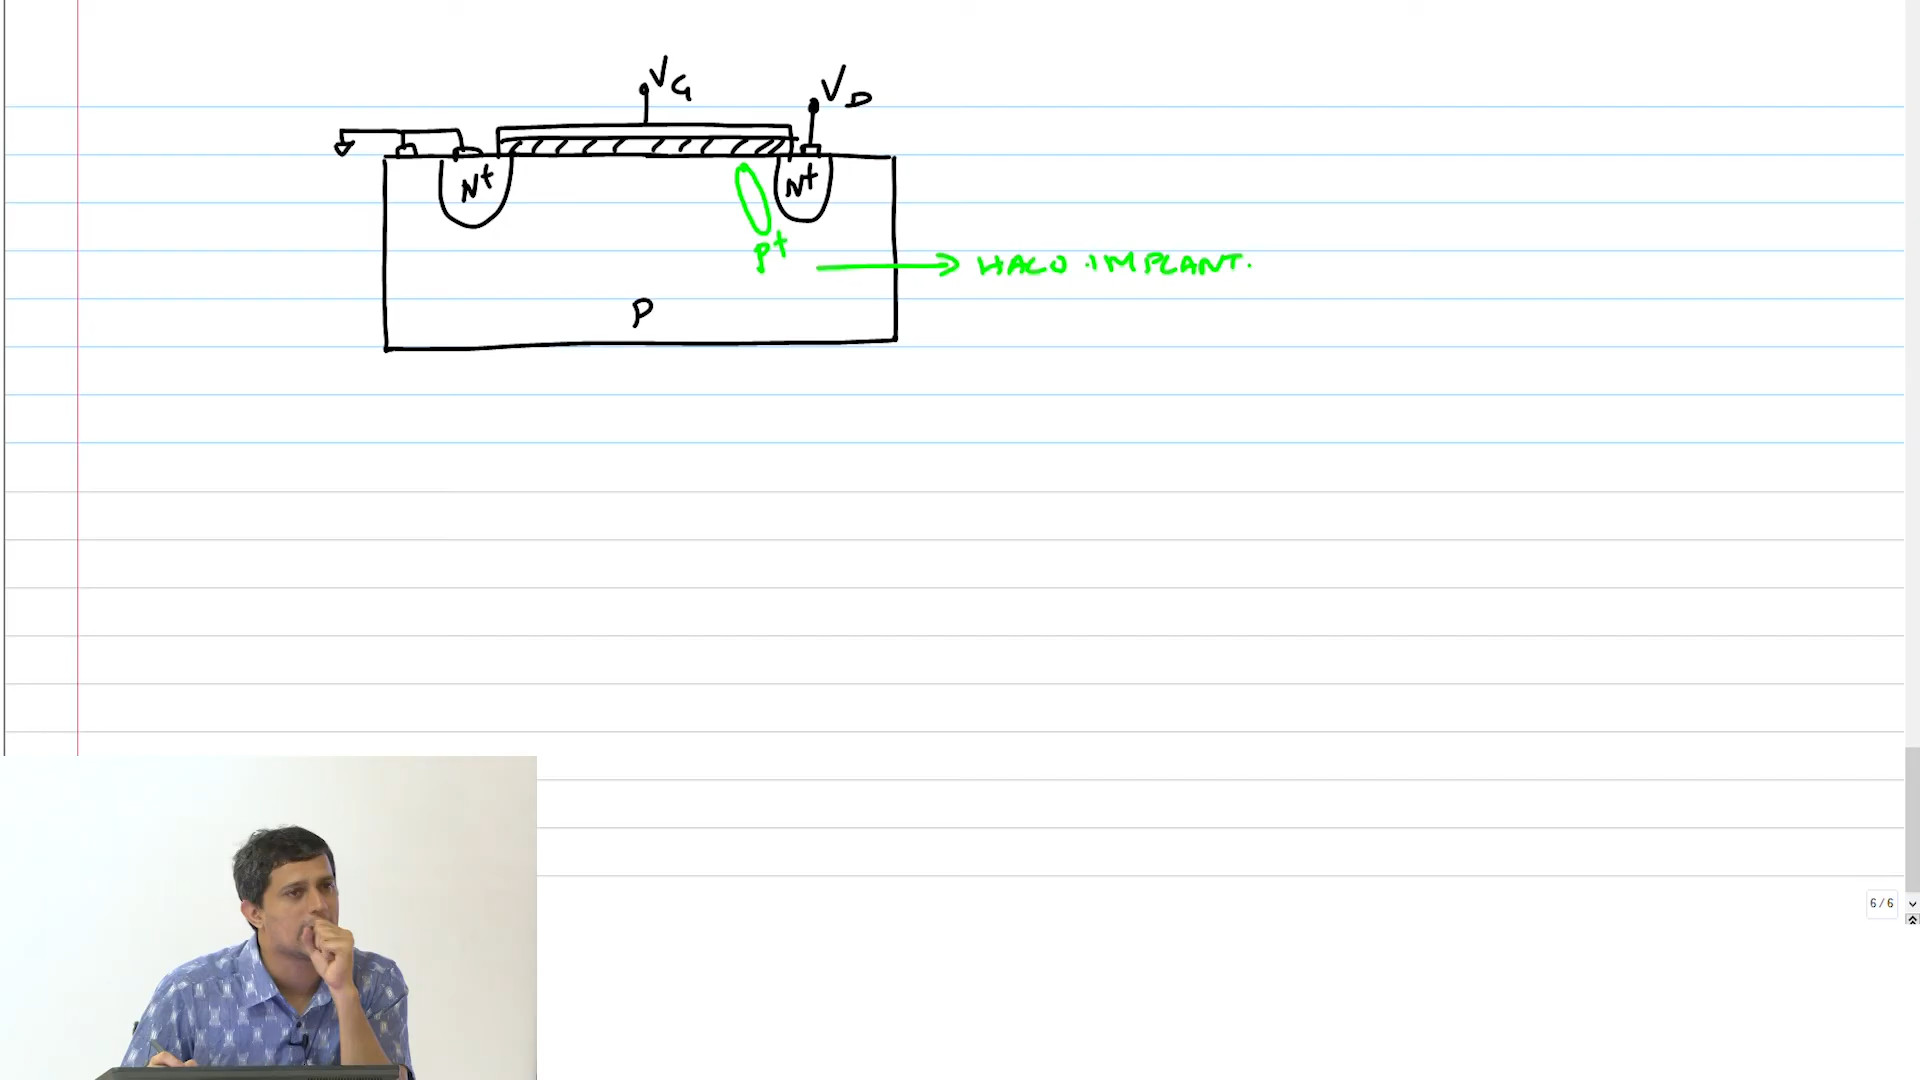 VG
VD
N+
N+
P+
HALO IMPLANT.
P
6 / 6